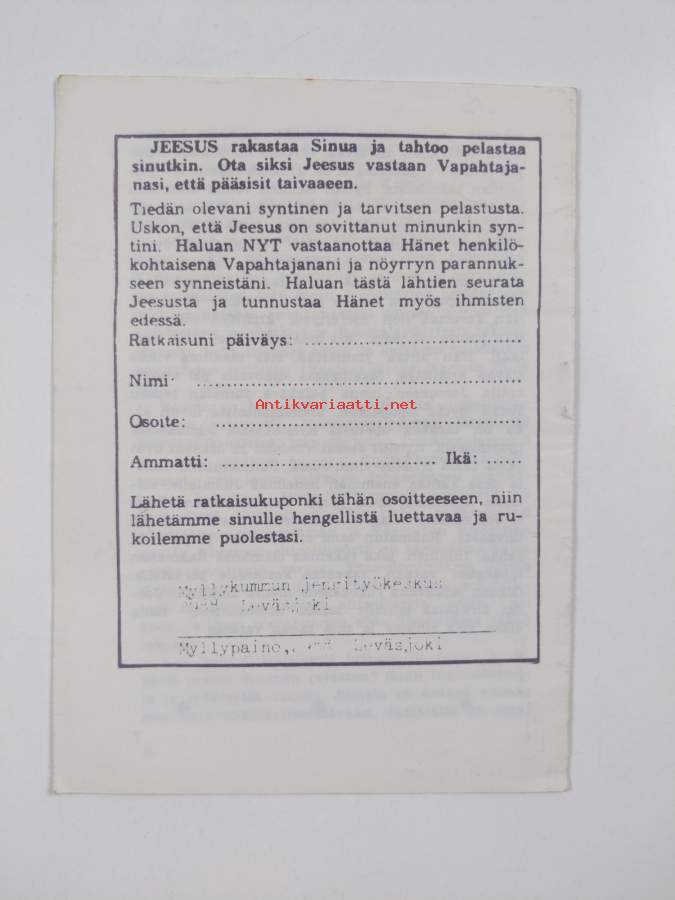 JEESUS rakastaa Sinua ja tahtoo pelastaa
sinutkin. Ota siksi Jeesus vastaan Vapahtaja-
nasi, että pääsisit taivaaeen.
Tiedän olevani syntinen ja tarvitsen pelastusta.
Uskon, että Jeesus on sovittanut minunkin syn-
tini. Haluan NYT vastaanottaa Hänet henkilö-
kohtaisena Vapahtajanani ja nöyrryn parannuk-
seen synneistäni. Haluan tästä lähtien seurata
Jeesusta ja tunnustaa Hänet myös ihmisten
edessä.
Ratkaisuni päiväys: ...................................
Nimi ...................................................
Antikvariaatti.net
Osoite: ................................................
Ammatti: .................................. Ikä: ......
Lähetä ratkaisukuponki tähän osoitteeseen, niin
lähetämme sinulle hengellistä luettavaa ja ru-
koilemme puolestasi.
Myllykummun
Leväsjoki
Myllypaino, Leväsjoki